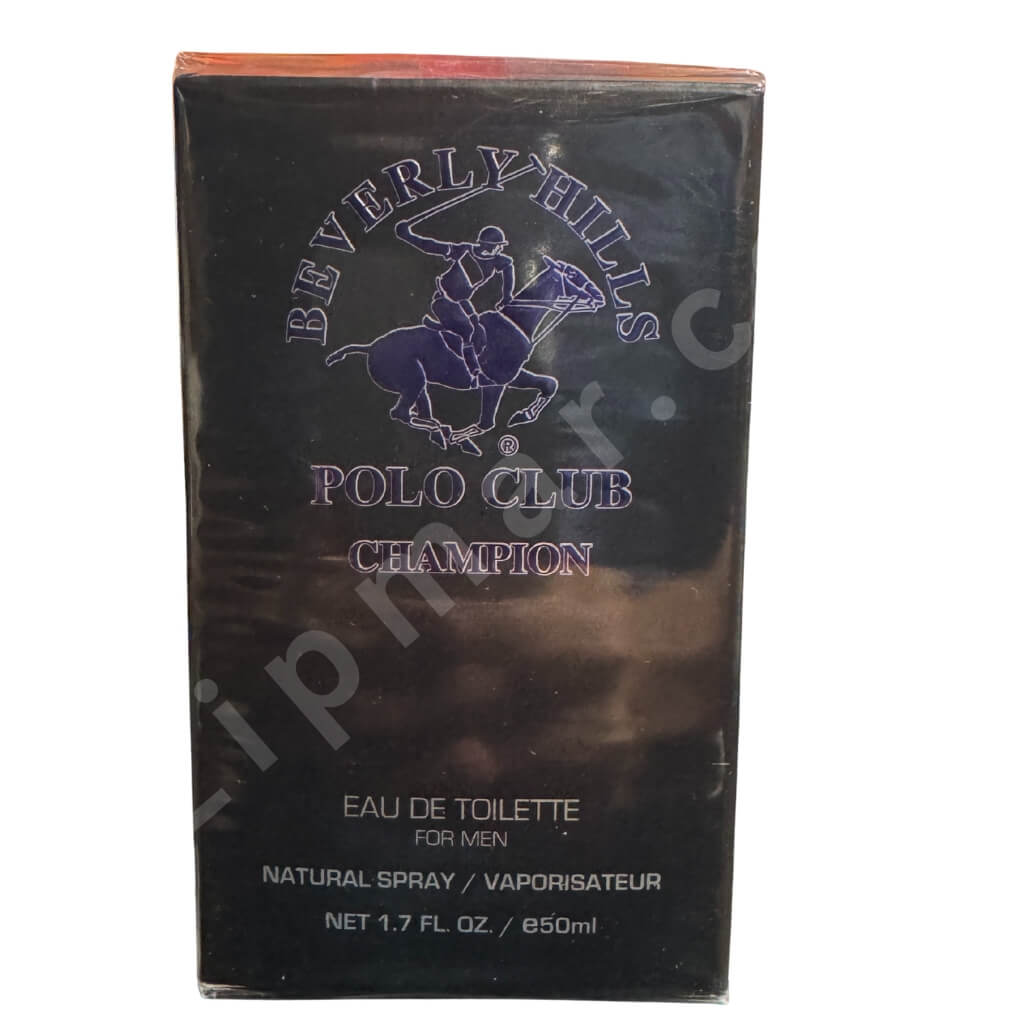 BEVERLY HILLS
®
POLO CLUB
CHAMPION
EAU DE TOILETTE
FOR MEN
NATURAL SPRAY / VAPORISATEUR
NET 1.7 FL. OZ. / e50ml